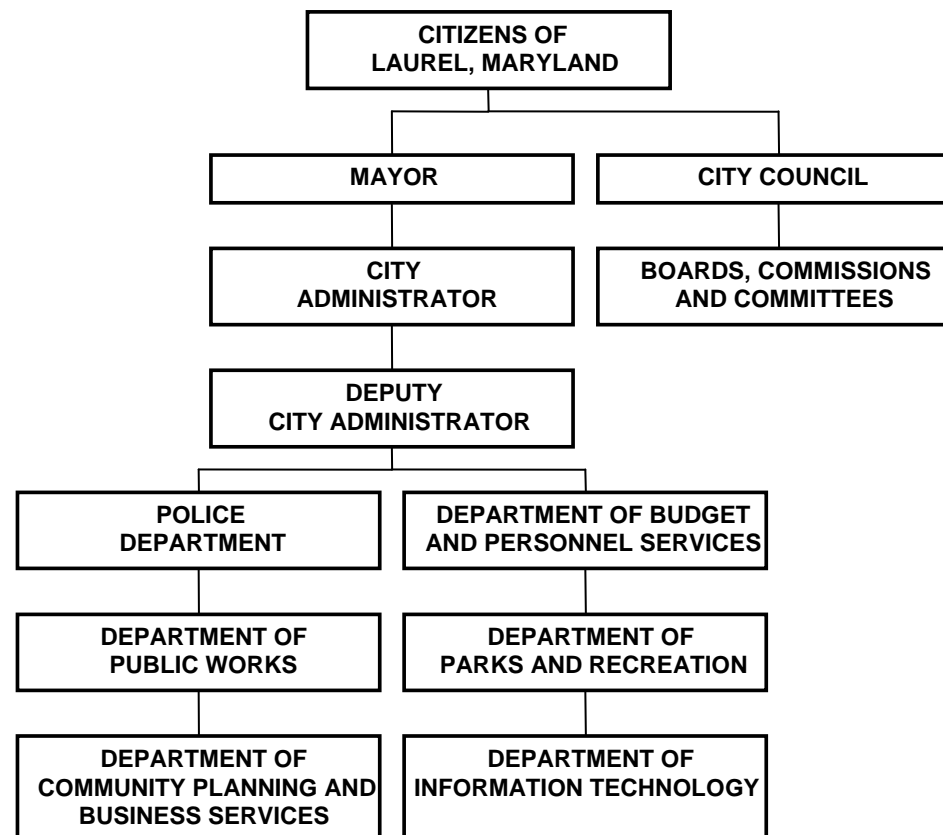 CITIZENS OF
LAUREL, MARYLAND
MAYOR
CITY COUNCIL
CITY
ADMINISTRATOR
BOARDS, COMMISSIONS
AND COMMITTEES
DEPUTY
CITY ADMINISTRATOR
POLICE
DEPARTMENT
DEPARTMENT OF BUDGET
AND PERSONNEL SERVICES
DEPARTMENT OF
PUBLIC WORKS
DEPARTMENT OF
PARKS AND RECREATION
DEPARTMENT OF
COMMUNITY PLANNING AND
BUSINESS SERVICES
DEPARTMENT OF
INFORMATION TECHNOLOGY